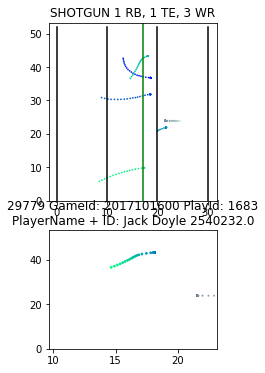 SHOTGUN 1 RB, 1 TE, 3 WR
50
40
30
20
10
0
0 10 20 30
29779 GameId: 2017101600 PlayId: 1683
PlayerName + ID: Jack Doyle 2540232.0
40
20
0
10 15 20